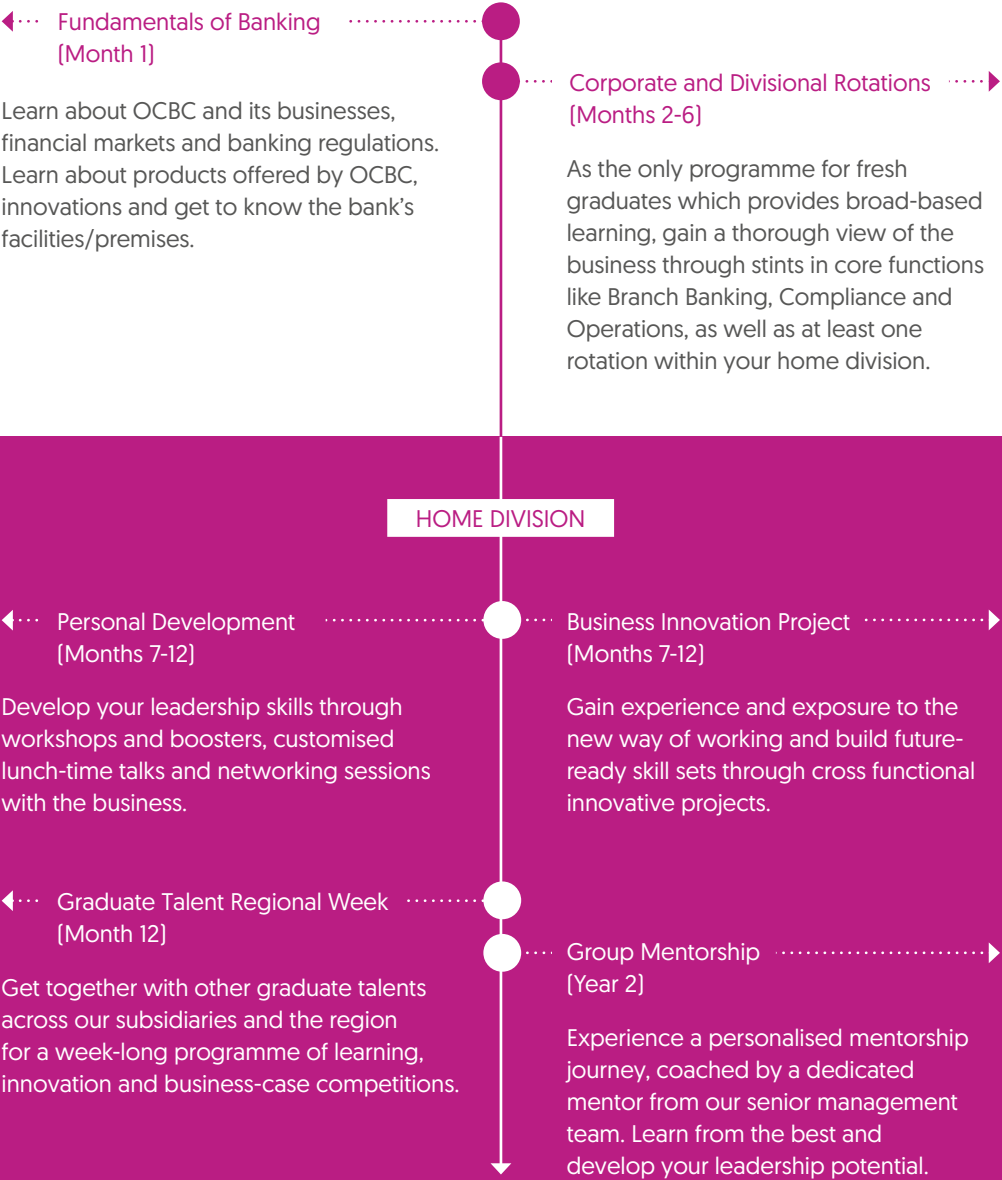 Fundamentals of Banking
(Month 1)
Learn about OCBC and its businesses,
financial markets and banking regulations.
Learn about products offered by OCBC,
innovations and get to know the bank's
facilities/premises.
Corporate and Divisional Rotations
(Months 2-6)
As the only programme for fresh
graduates which provides broad-based
learning, gain a thorough view of the
business through stints in core functions
like Branch Banking, Compliance and
Operations, as well as at least one
rotation within your home division.
HOME DIVISION
Personal Development
(Months 7-12)
Develop your leadership skills through
workshops and boosters, customised
lunch-time talks and networking sessions
with the business.
Business Innovation Project
(Months 7-12)
Gain experience and exposure to the
new way of working and build future-
ready skill sets through cross functional
innovative projects.
Graduate Talent Regional Week
(Month 12)
Get together with other graduate talents
across our subsidiaries and the region
for a week-long programme of learning,
innovation and business-case competitions.
Group Mentorship
(Year 2)
Experience a personalised mentorship
journey, coached by a dedicated
mentor from our senior management
team. Learn from the best and
develop your leadership potential.